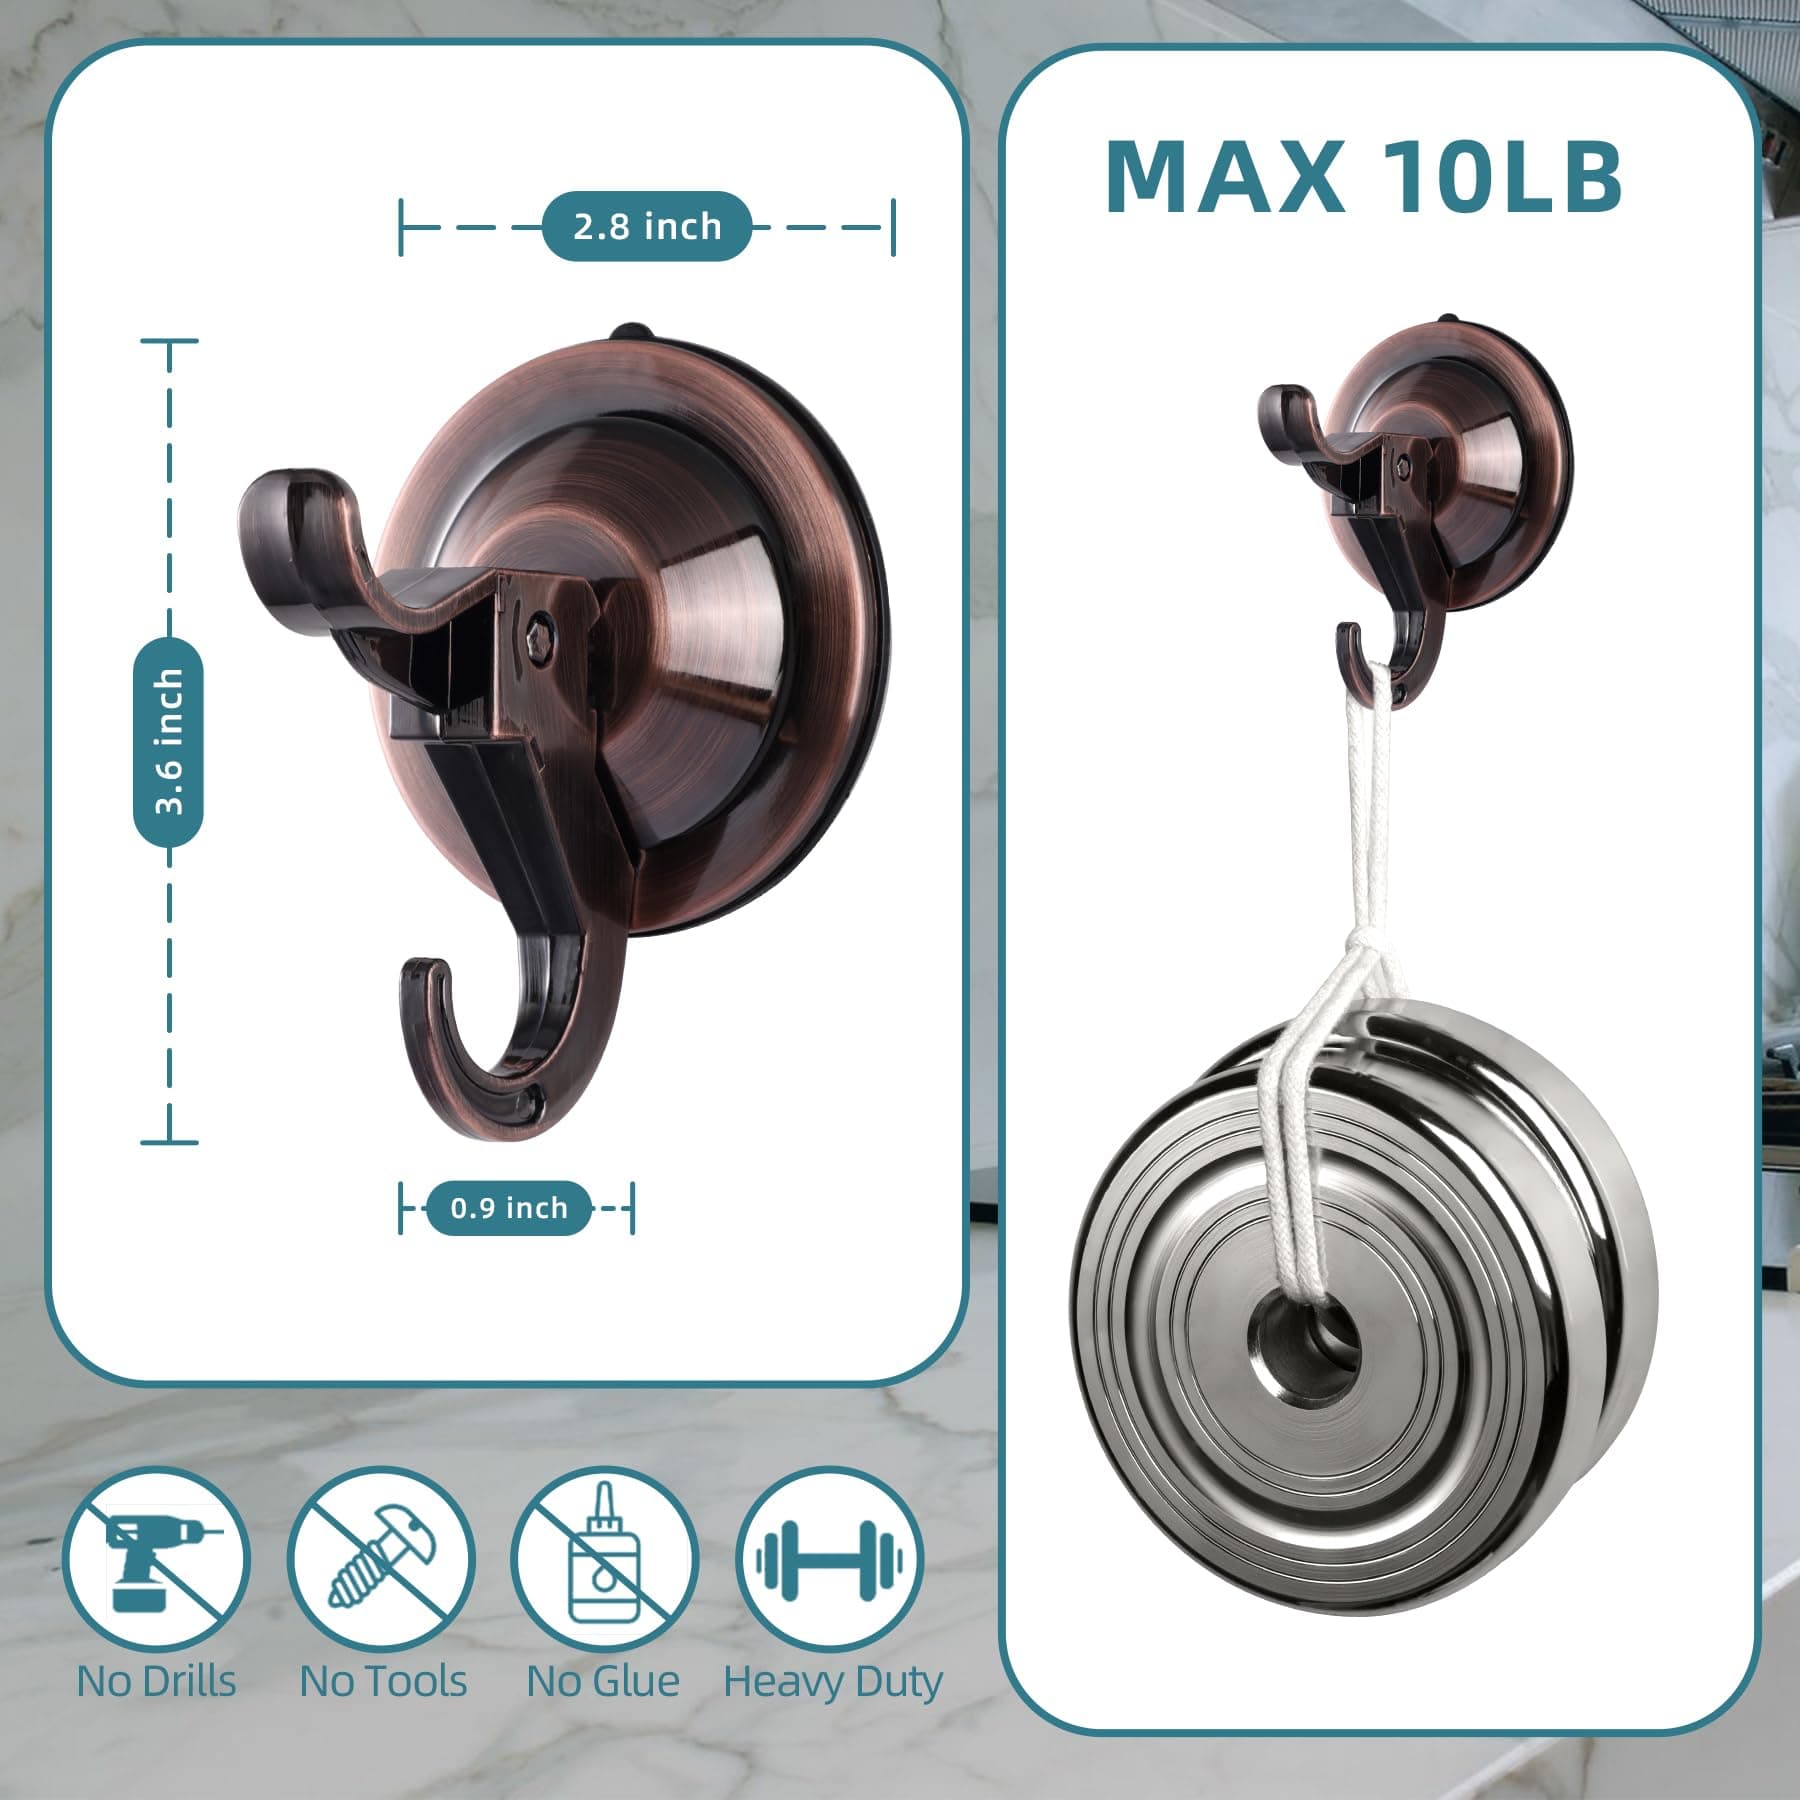 2.8 inch
3.6 inch
0.9 inch
MAX 10LB
No Drills
No Tools
No Glue
Heavy Duty